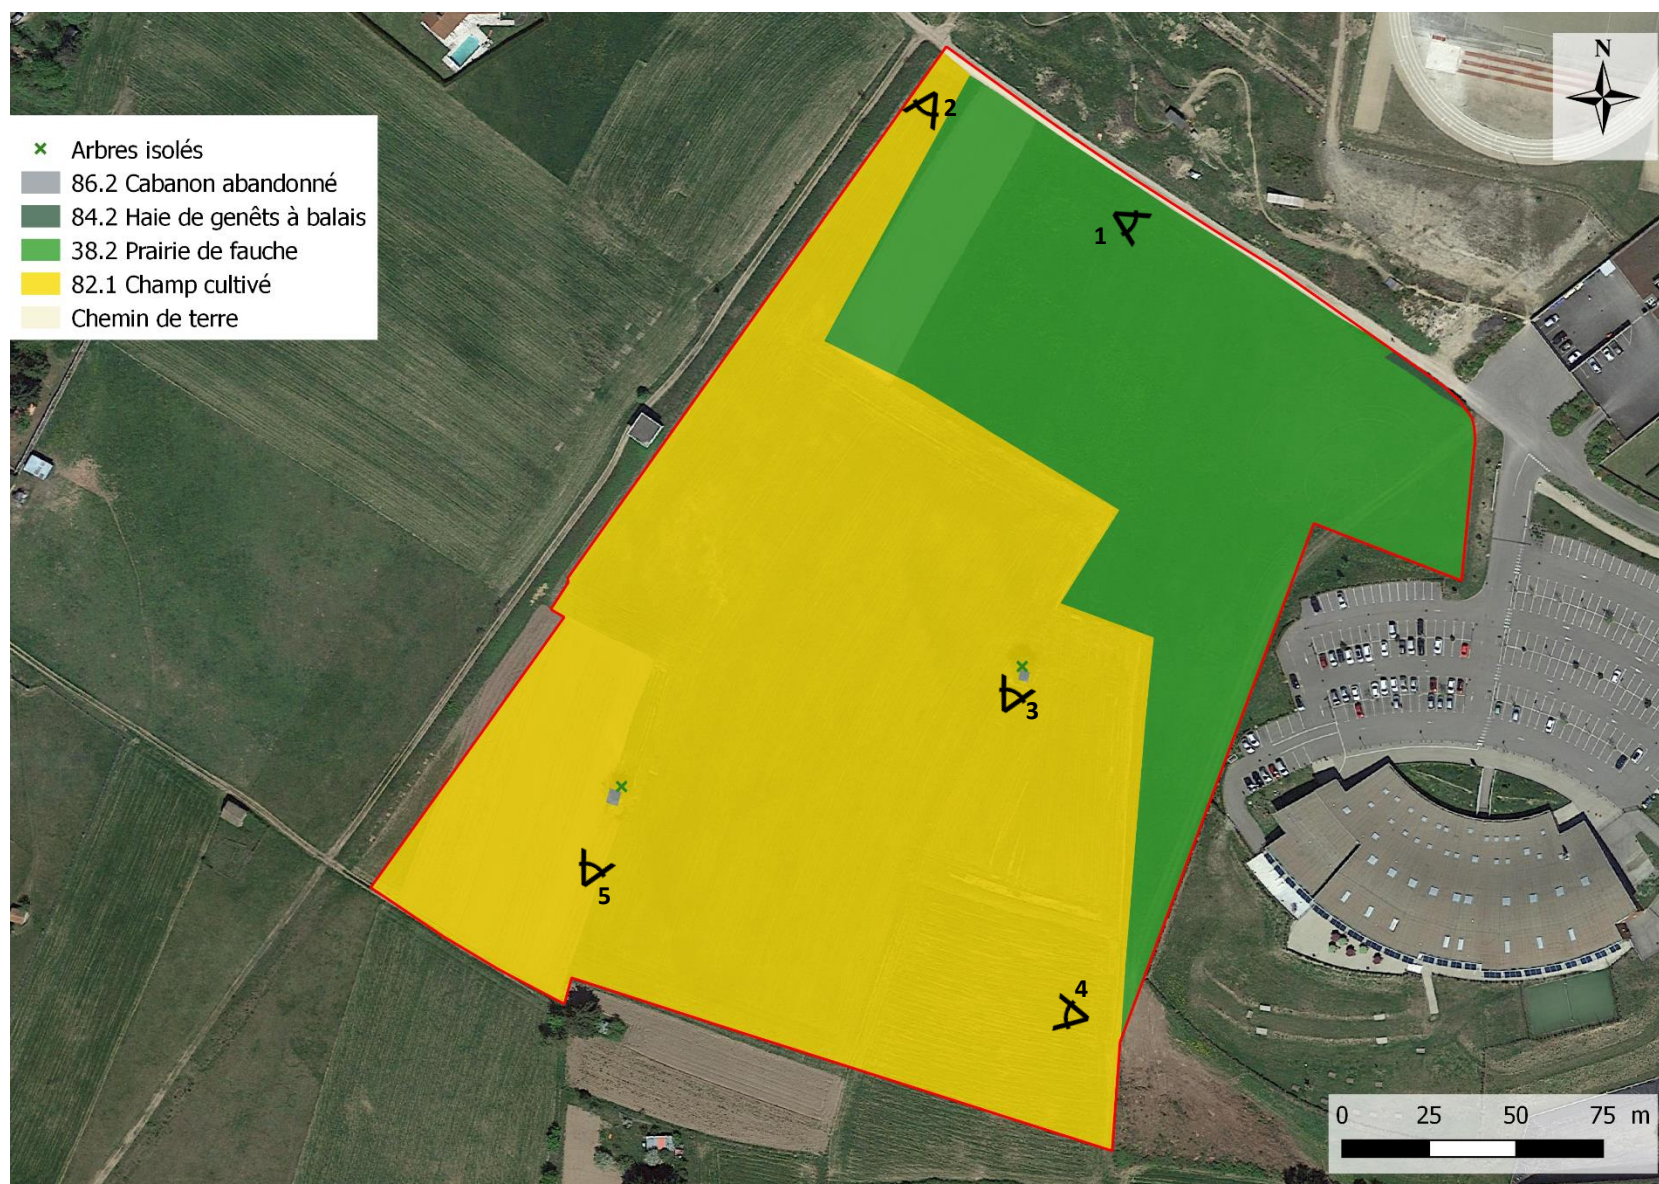 N
2
Arbres isolés
86.2 Cabanon abandonné
84.2 Haie de genêts à balais
38.2 Prairie de fauche
82.1 Champ cultivé
Chemin de terre
1
3
5
4
0 25 50 75 m